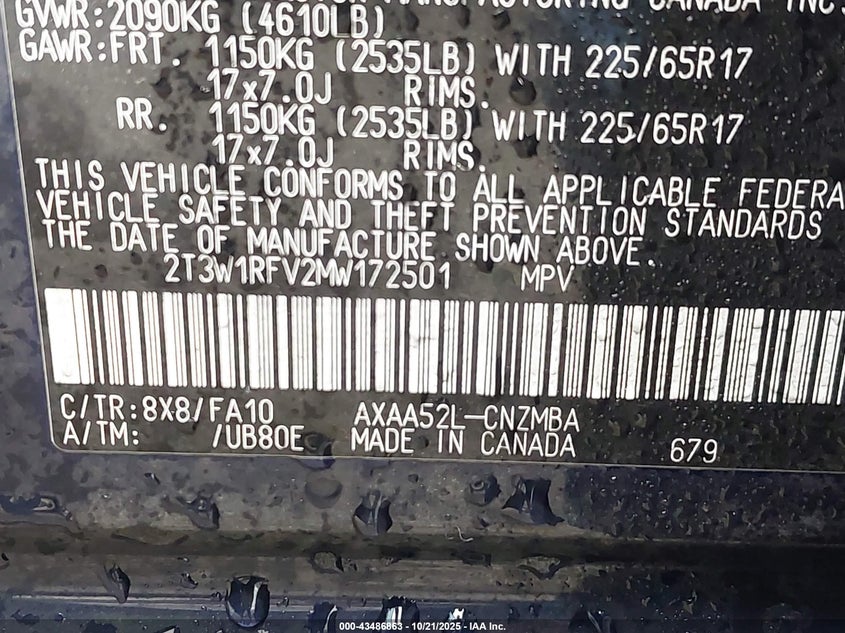 MANUFACTURING CANADA INC.
GVWR:2090KG (4610LB)
GAWR:FRT. 1150KG (2535LB) WITH 225/65R17
17x7.0J RIMS.
RR. 1150KG (2535LB) WITH 225/65R17
17x7.0J RIMS.
THIS VEHICLE CONFORMS TO ALL APPLICABLE FEDERA
VEHICLE SAFETY AND THEFT PREVENTION STANDARDS
THE DATE OF MANUFACTURE SHOWN ABOVE.
2T3W1RFV2MW172501 MPV
C/TR:8X8/FA10 AXAA52L-CNZMBA
A/TM: /UB80E MADE IN CANADA 679
000-43486863 - 10/21/2025 - IAA Inc.